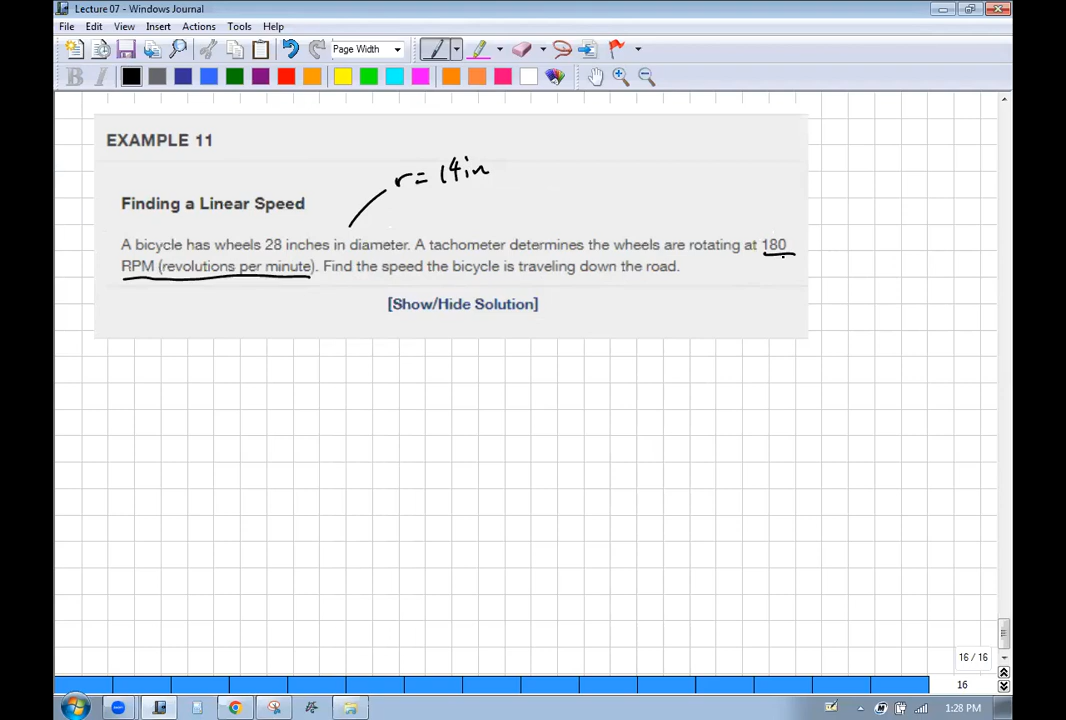 Lecture 07 - Windows Journal
File Edit View Insert Actions Tools Help
Page Width
B I
EXAMPLE 11
r = 14in
Finding a Linear Speed
A bicycle has wheels 28 inches in diameter. A tachometer determines the wheels are rotating at 180
RPM (revolutions per minute). Find the speed the bicycle is traveling down the road.
[Show/Hide Solution]
16 / 16
16
1:28 PM